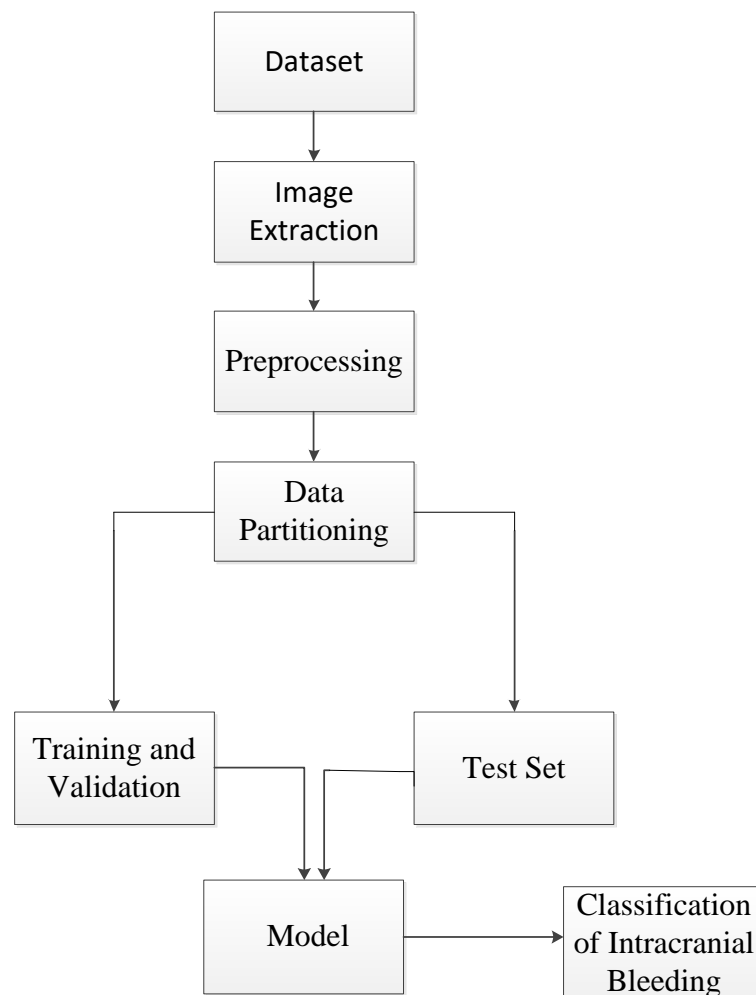 Dataset
Image
Extraction
Preprocessing
Data
Partitioning
Training and
Validation
Test Set
Model
Classification
of Intracranial
Bleeding